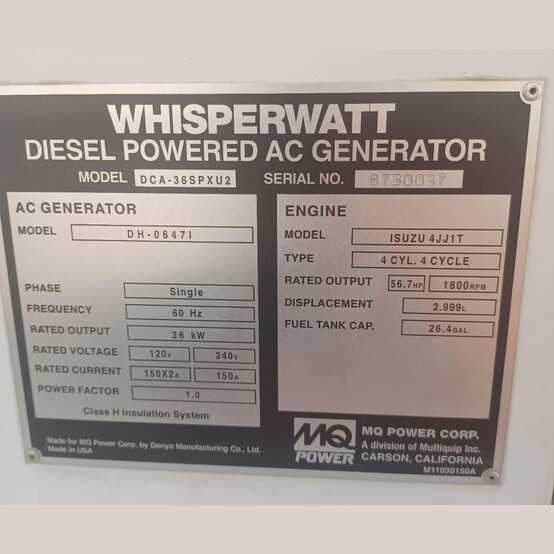 WHISPERWATT
DIESEL POWERED AC GENERATOR
MODEL DCA-36SPXU2 SERIAL NO. 8730037
AC GENERATOR
MODEL DH-0647I
PHASE Single
FREQUENCY 60 Hz
RATED OUTPUT 36 kW
RATED VOLTAGE 120V 240V
RATED CURRENT 150X2A 150A
POWER FACTOR 1.0
Class H Insulation System
ENGINE
MODEL ISUZU 4JJ1T
TYPE 4 CYL. 4 CYCLE
RATED OUTPUT 56.7HP 1800RPM
DISPLACEMENT 2.999L
FUEL TANK CAP. 26.4GAL
Made for MQ Power Corp. by Denyo Manufacturing Co., Ltd.
Made in USA
MQ
POWER
MQ POWER CORP.
A division of Multiquip Inc.
CARSON, CALIFORNIA
M11030150A